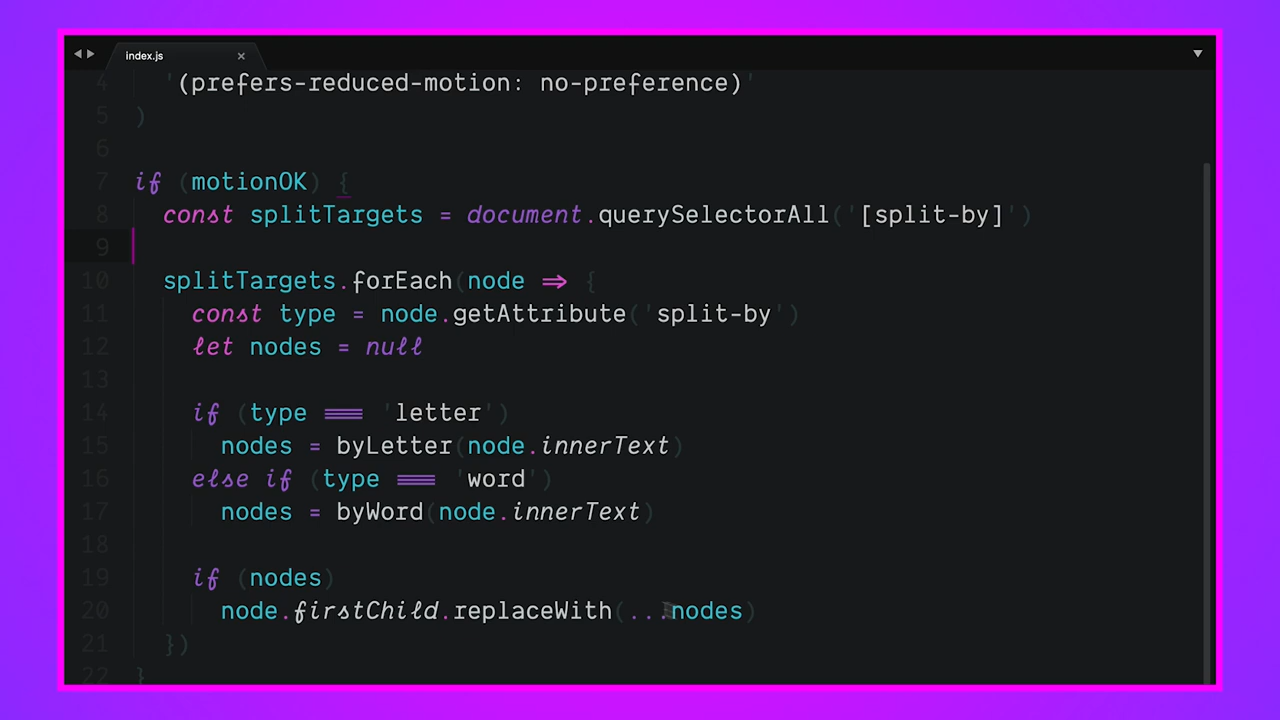 index.js
4 '(prefers-reduced-motion: no-preference)'
5 )
6
7 if (motionOK) {
8 const splitTargets = document.querySelectorAll('[split-by]')
9
10 splitTargets.forEach(node => {
11 const type = node.getAttribute('split-by')
12 let nodes = null
13
14 if (type === 'letter')
15 nodes = byLetter(node.innerText)
16 else if (type === 'word')
17 nodes = byWord(node.innerText)
18
19 if (nodes)
20 node.firstChild.replaceWith(...nodes)
21 })
22 }